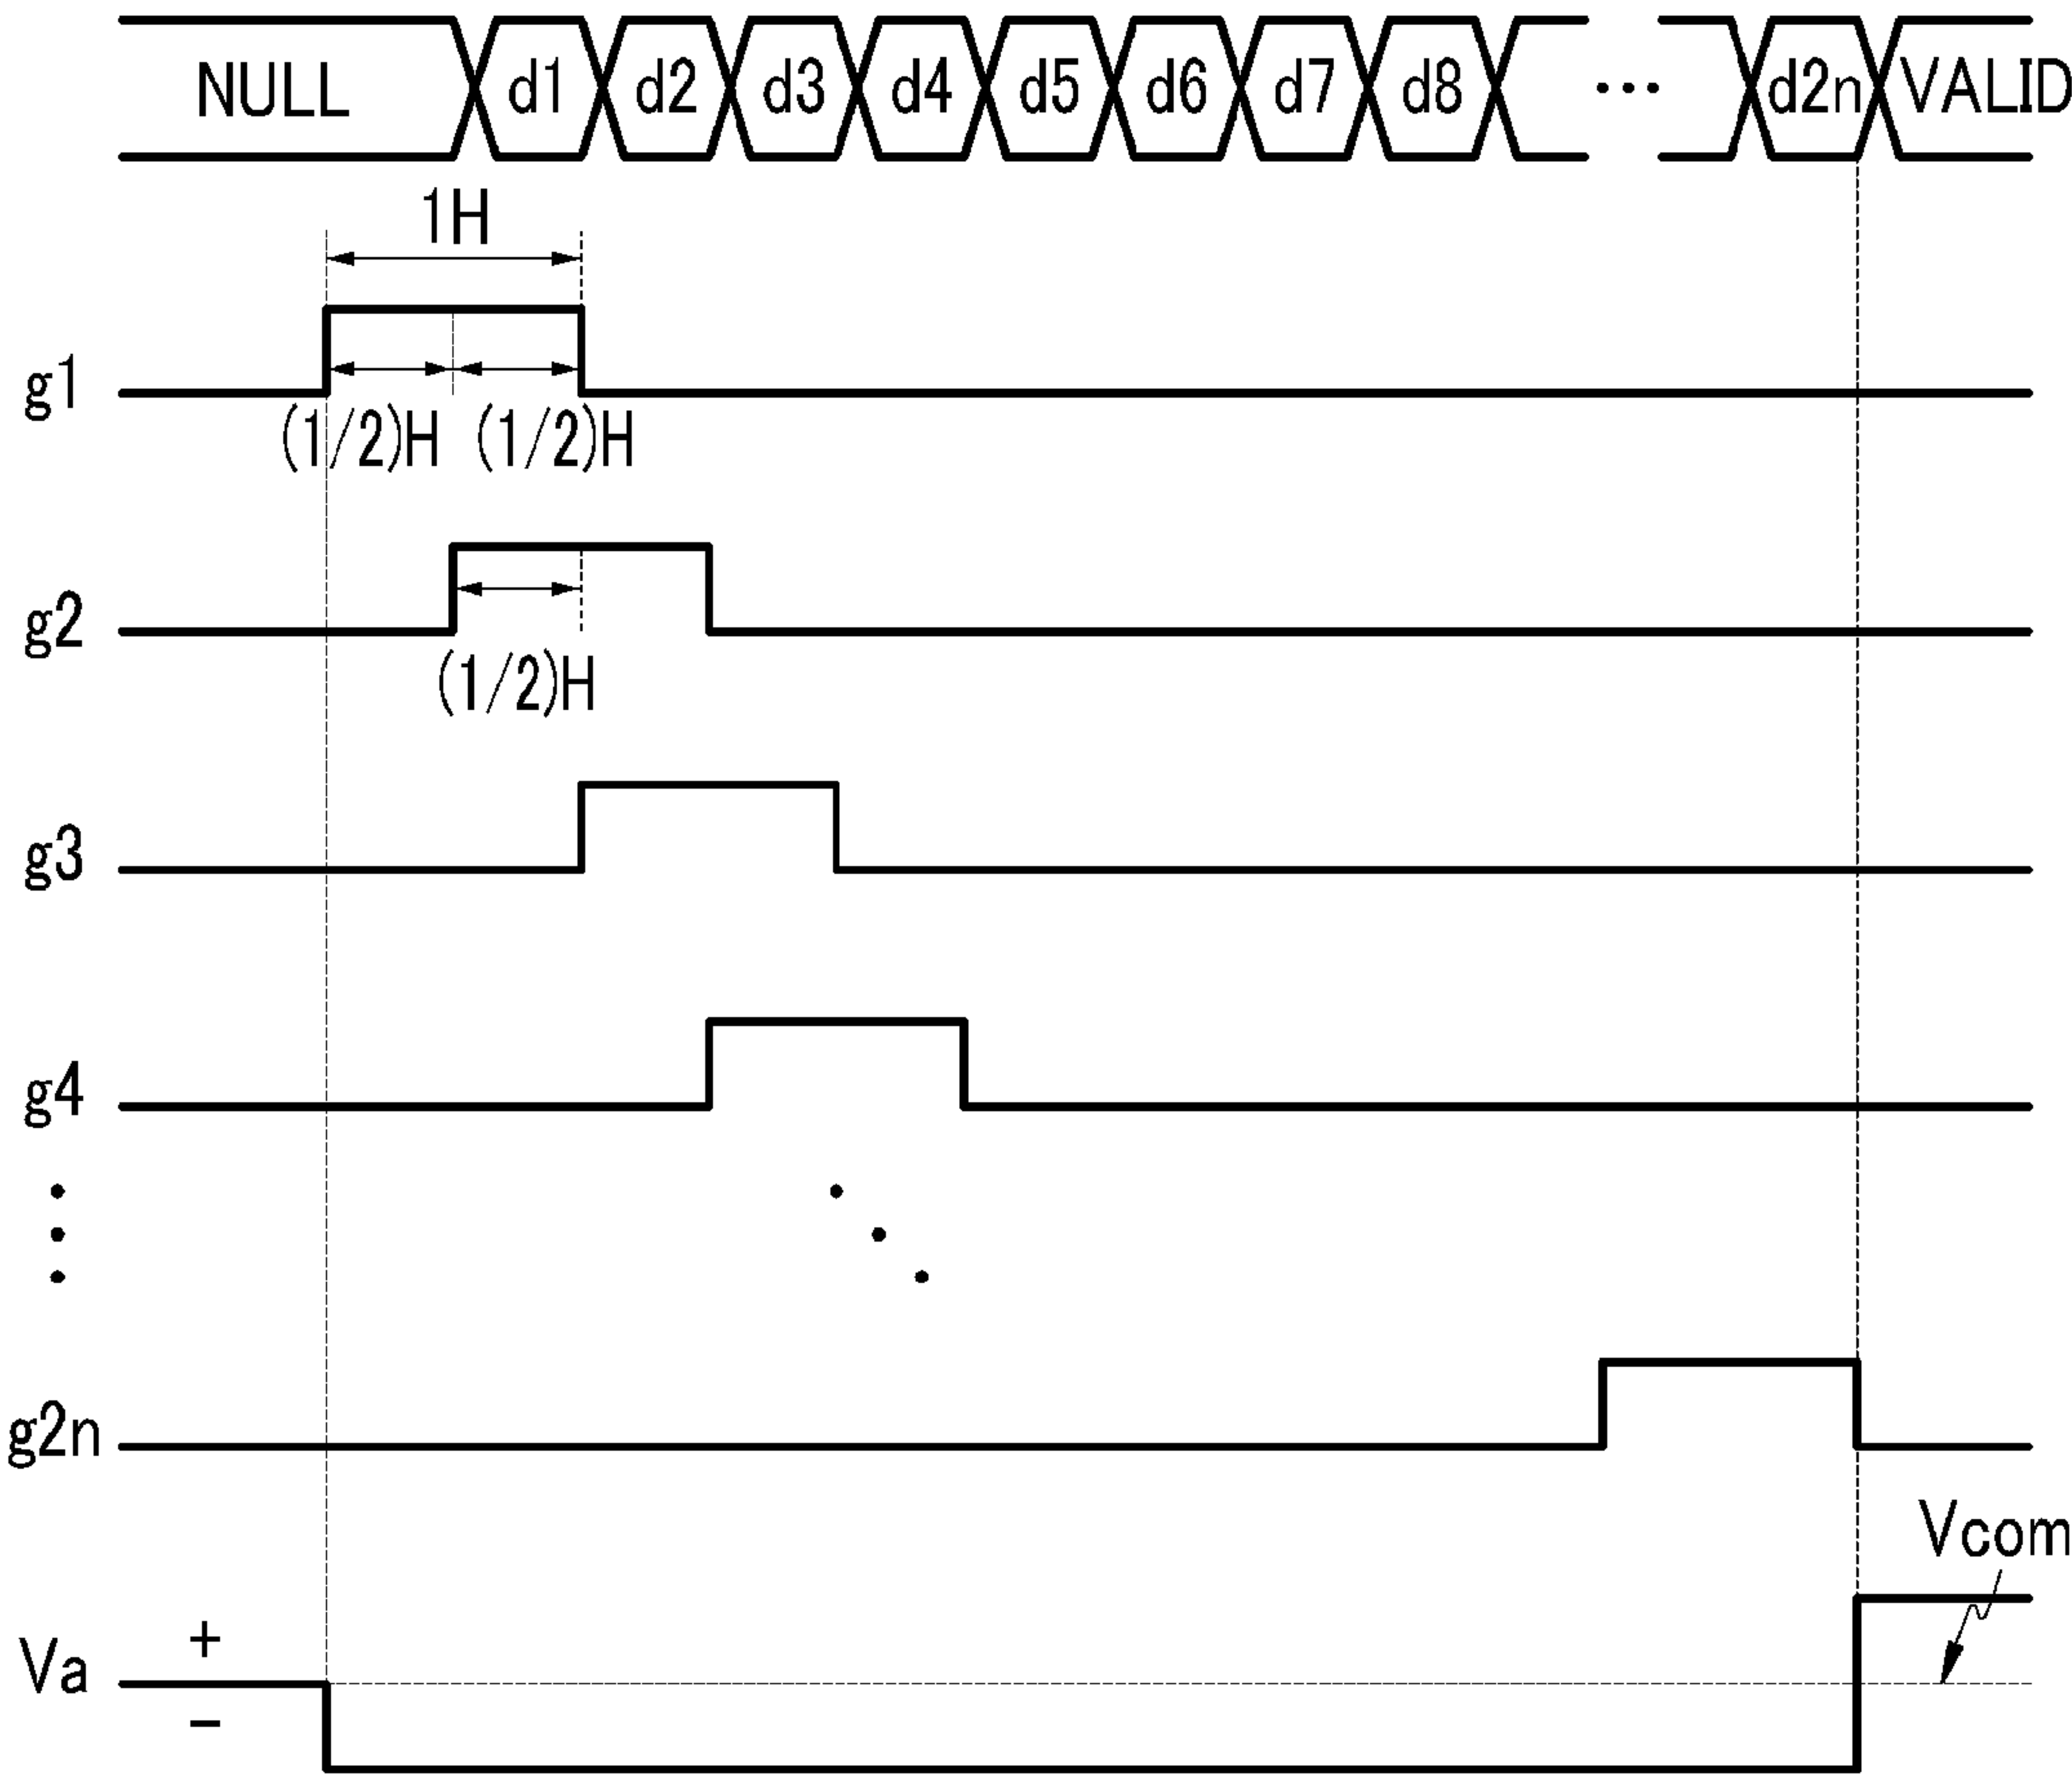 NULL d1 d2 d3 d4 d5 d6 d7 d8 ··· d2n VALID
1H
g1
(1/2)H (1/2)H
g2
(1/2)H
g3
g4
g2n
Vcom
+
Va
−